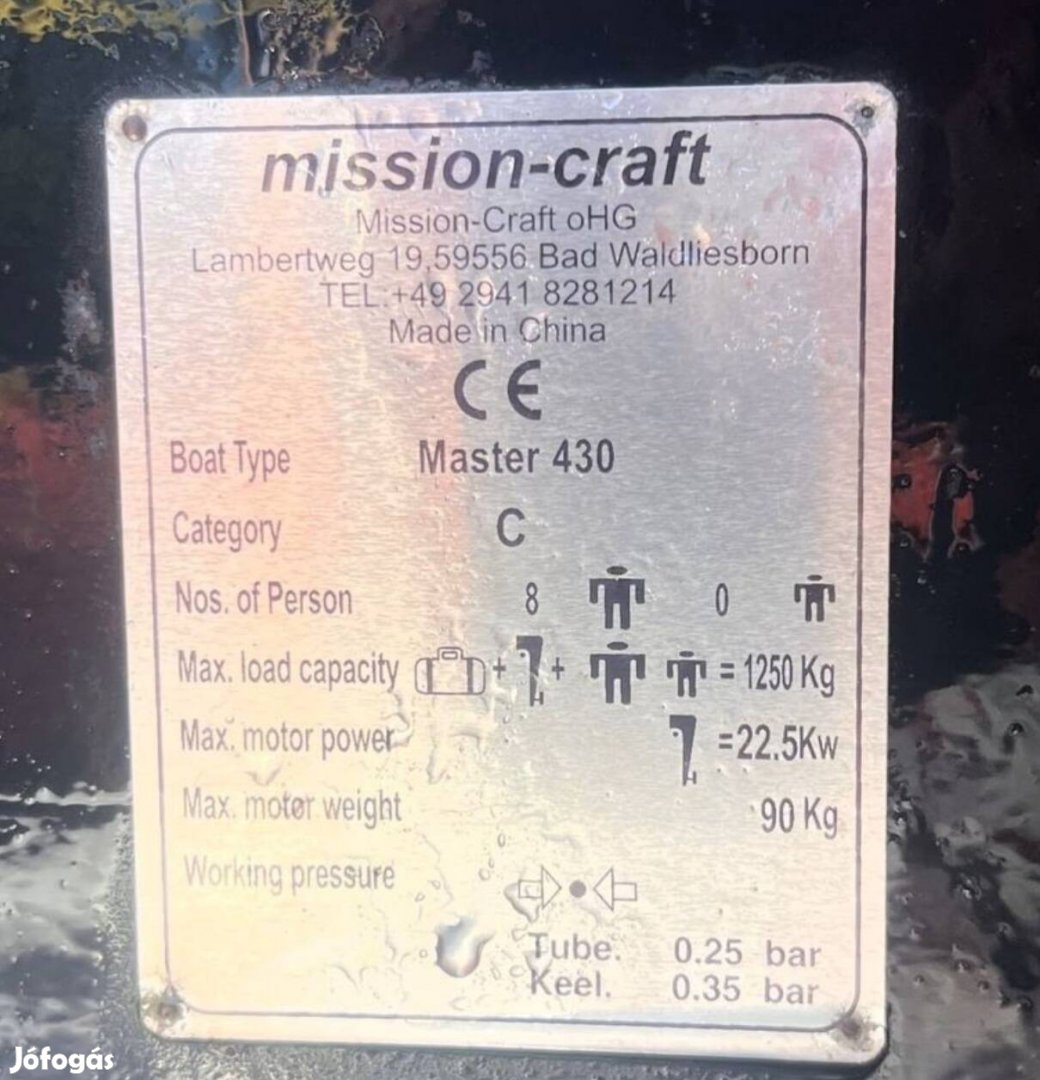 mission-craft
Mission-Craft oHG
Lambertweg 19,59556 Bad Waldliesborn
TEL:+49 2941 8281214
Made in China
CE
Boat Type Master 430
Category C
Nos. of Person 8 0
Max. load capacity + + = 1250 Kg
Max. motor power =22.5Kw
Max. motor weight 90 Kg
Working pressure
Tube. 0.25 bar
Keel. 0.35 bar
Jófogás